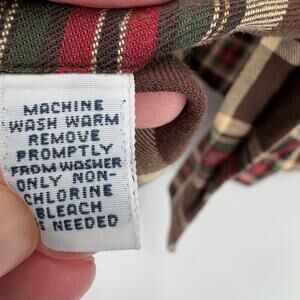 MACHINE
WASH WARM
REMOVE
PROMPTLY
FROM WASHER
ONLY NON-
CHLORINE
BLEACH
S NEEDED